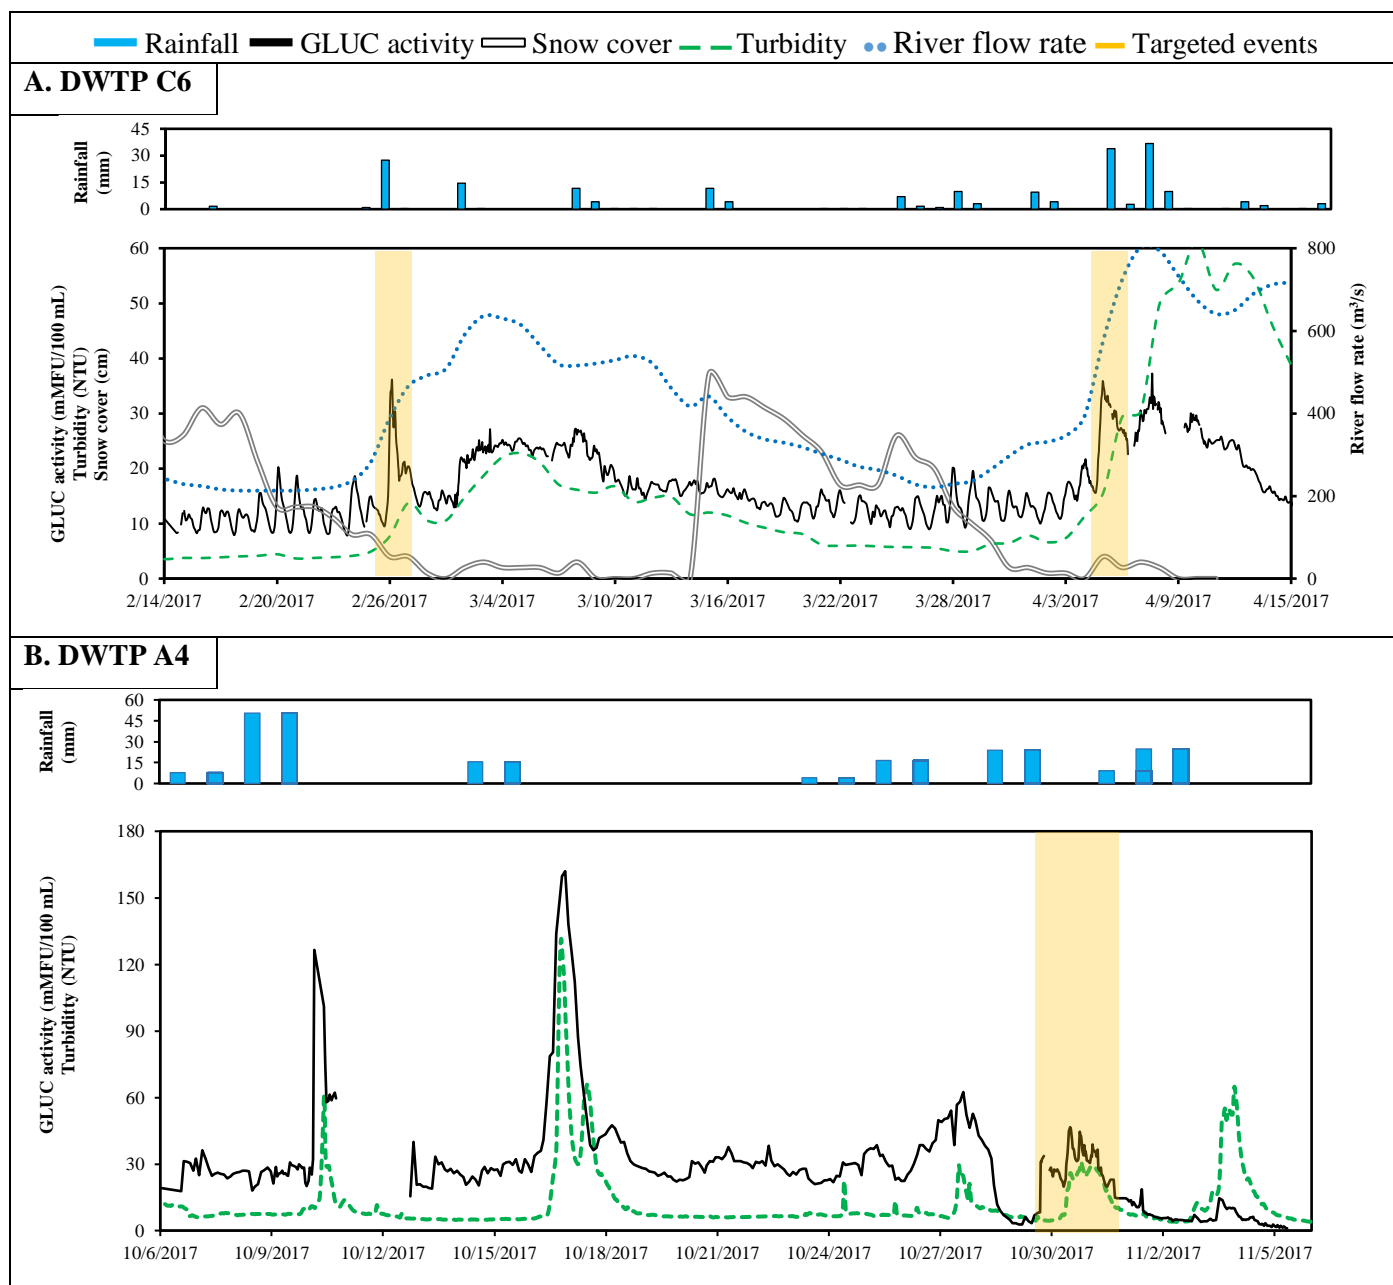 Rainfall GLUC activity Snow cover Turbidity River flow rate Targeted events
A. DWTP C6
Rainfall
(mm)
45
30
15
0
GLUC activity (mMFU/100 mL)
Turbidity (NTU)
Snow cover (cm)
60
50
40
30
20
10
0
800
600
400
200
0
River flow rate (m³/s)
2/14/2017 2/20/2017 2/26/2017 3/4/2017 3/10/2017 3/16/2017 3/22/2017 3/28/2017 4/3/2017 4/9/2017 4/15/2017
B. DWTP A4
Rainfall
(mm)
60
45
30
15
0
GLUC activity (mMFU/100 mL)
Turbiditty (NTU)
180
150
120
90
60
30
0
10/6/2017 10/9/2017 10/12/2017 10/15/2017 10/18/2017 10/21/2017 10/24/2017 10/27/2017 10/30/2017 11/2/2017 11/5/2017